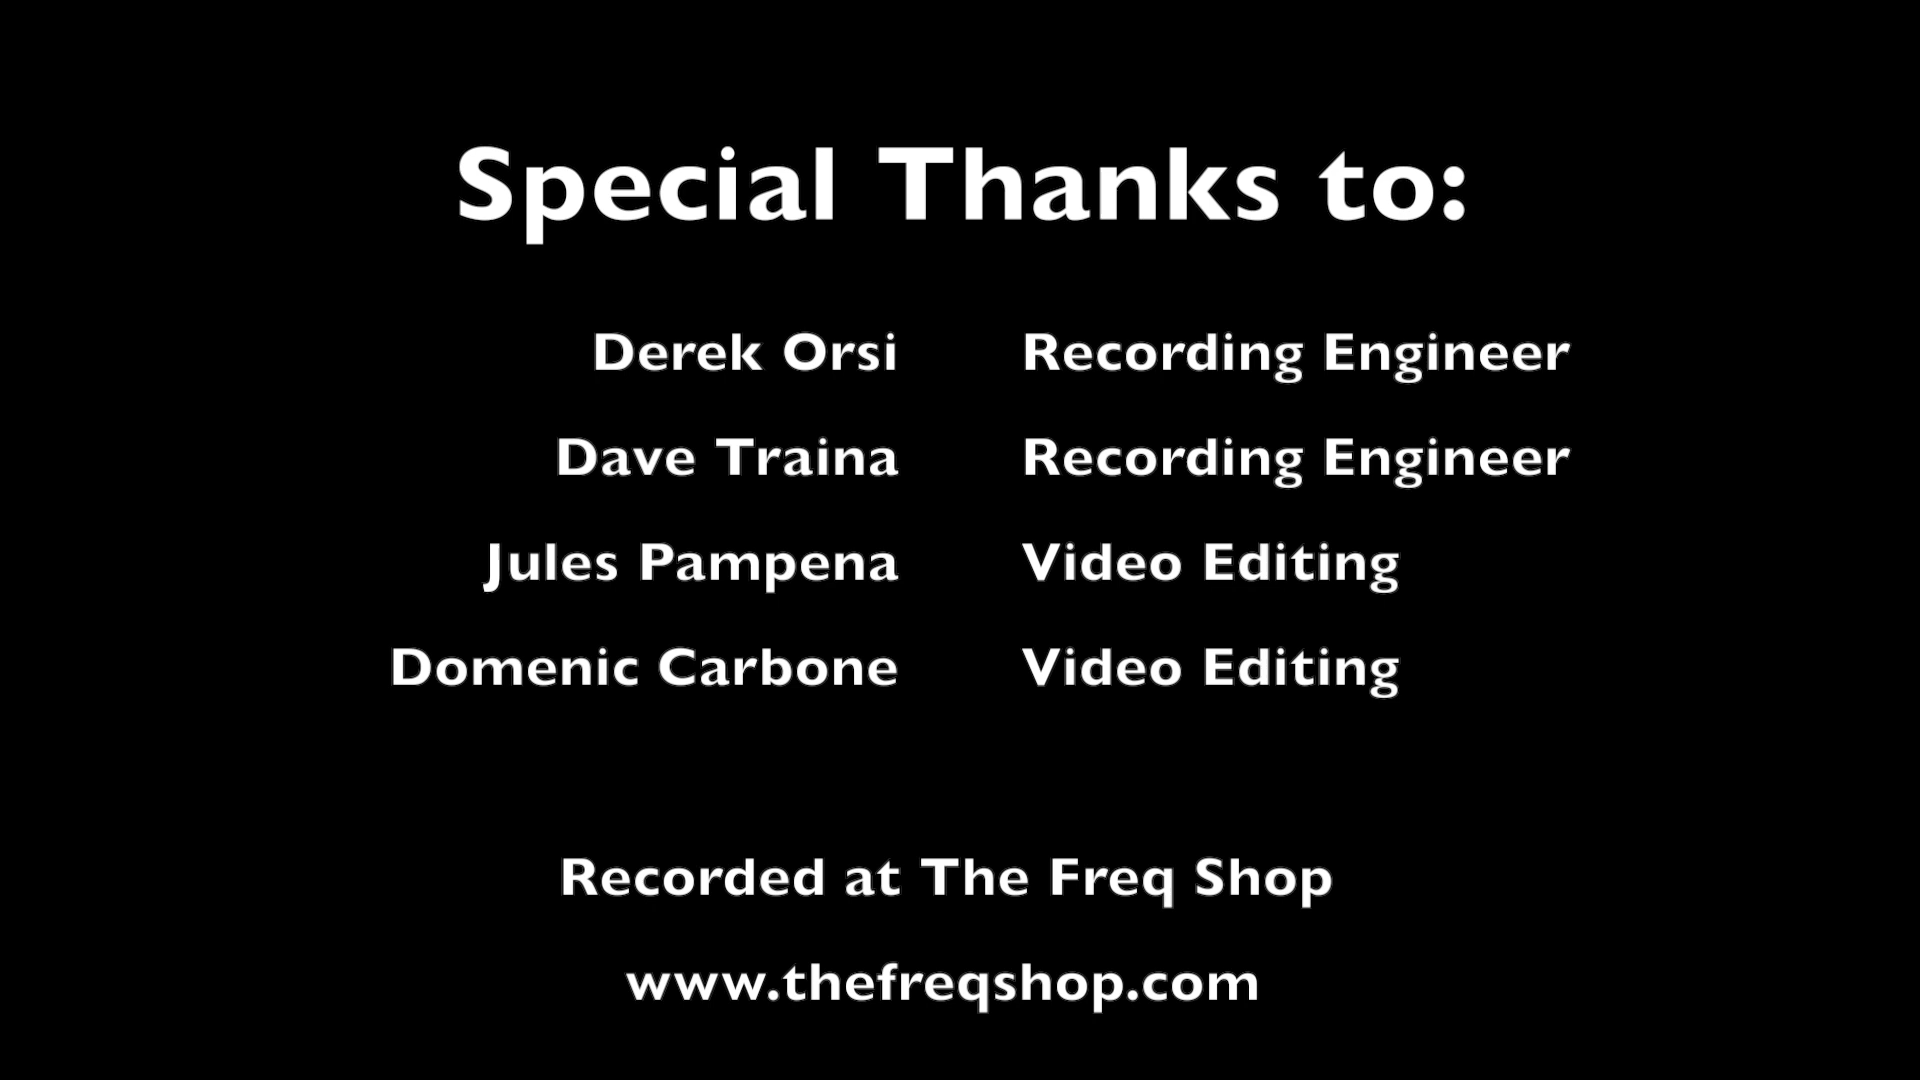 Special Thanks to:
Derek Orsi Recording Engineer
Dave Traina Recording Engineer
Jules Pampena Video Editing
Domenic Carbone Video Editing
Recorded at The Freq Shop
www.thefreqshop.com